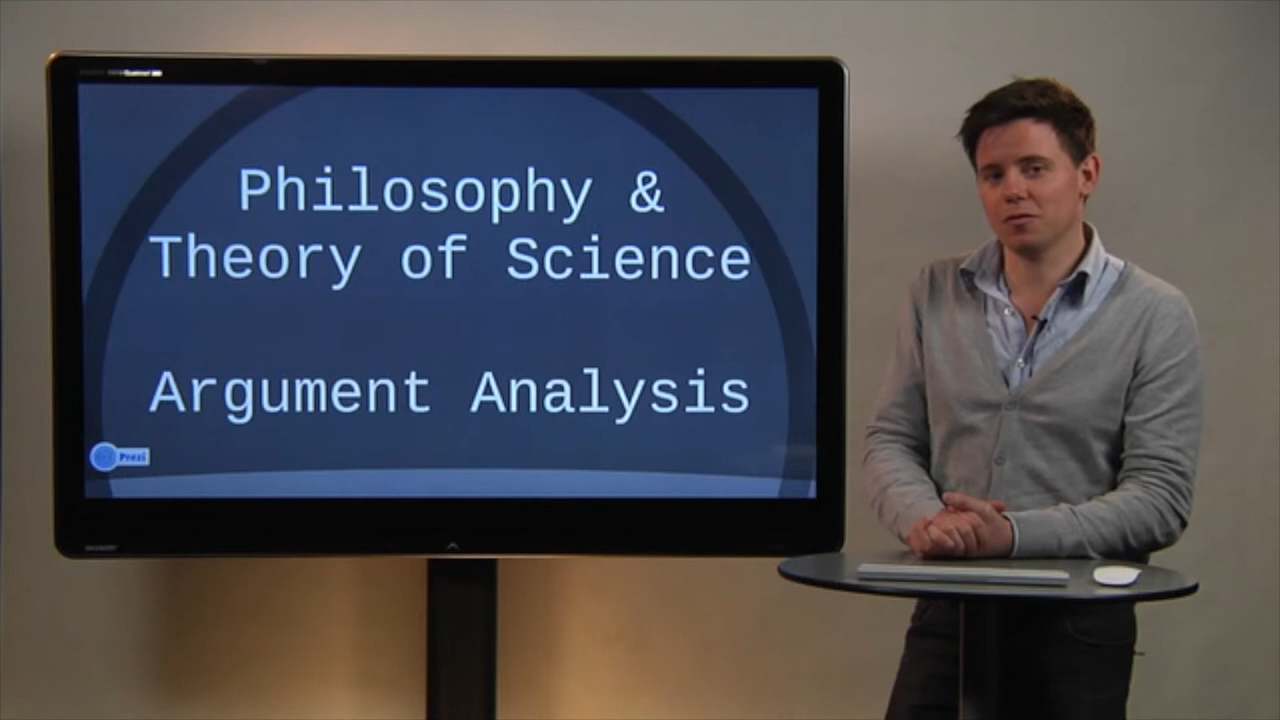 Philosophy &
Theory of Science
Argument Analysis
Prezi